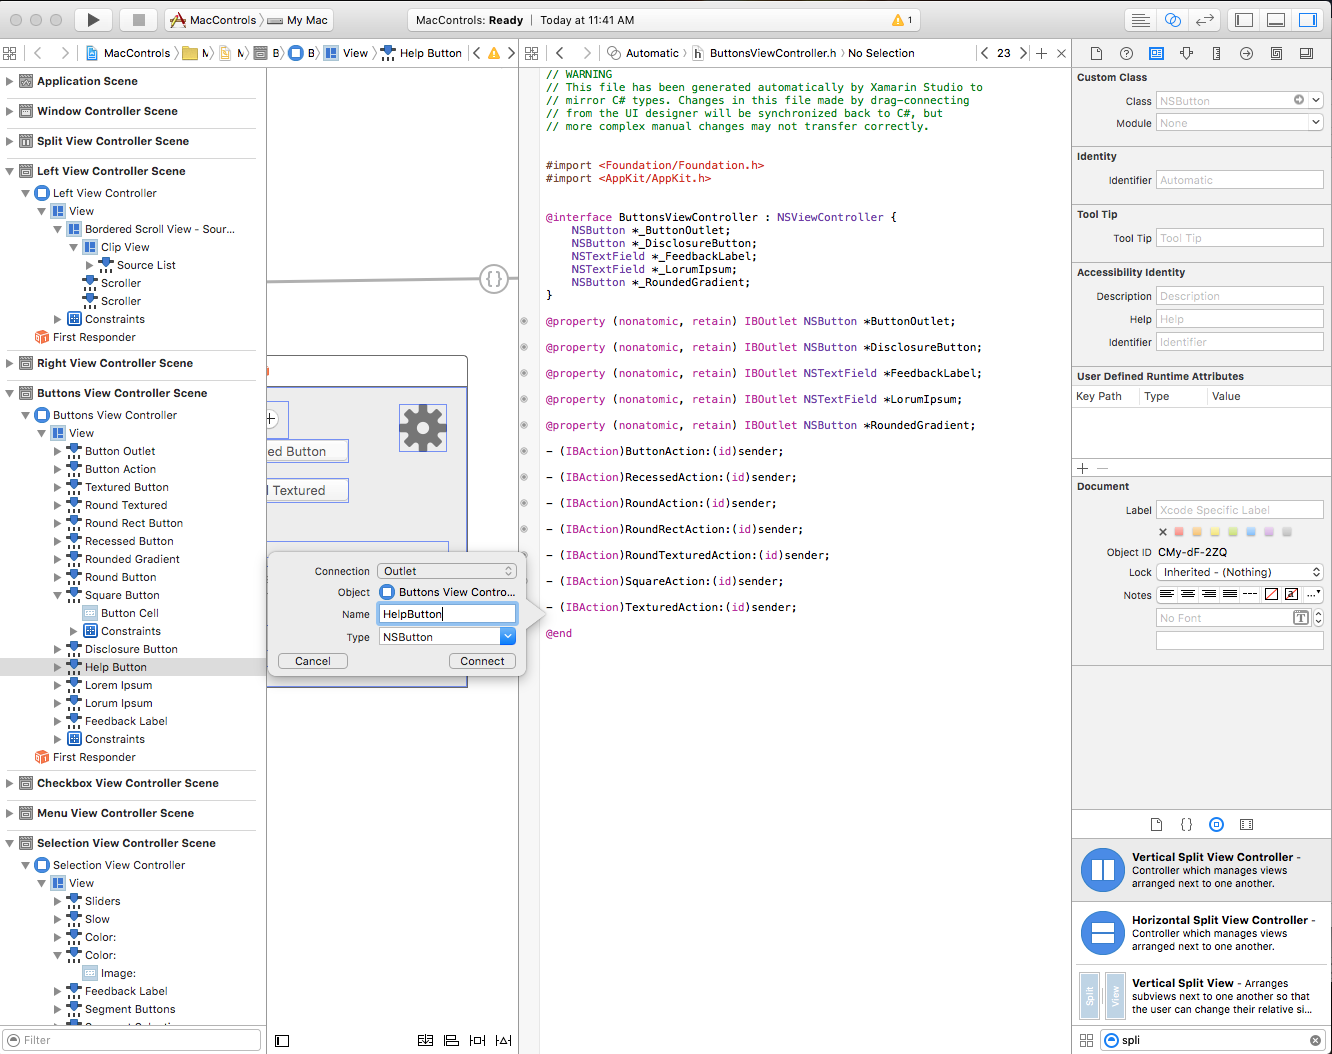 MacControls
My Mac
MacControls: Ready
Today at 11:41 AM
1
MacControls
B
View
Help Button
Automatic
ButtonsViewController.h
No Selection
23
Application Scene
Window Controller Scene
Split View Controller Scene
Left View Controller Scene
Left View Controller
View
Bordered Scroll View - Sour...
Clip View
Source List
Scroller
Scroller
Constraints
First Responder
Right View Controller Scene
Buttons View Controller Scene
Buttons View Controller
View
Button Outlet
Button Action
Textured Button
Round Textured
Round Rect Button
Recessed Button
Rounded Gradient
Round Button
Square Button
Button Cell
Constraints
Disclosure Button
Help Button
Lorem Ipsum
Lorum Ipsum
Feedback Label
Constraints
First Responder
Checkbox View Controller Scene
Menu View Controller Scene
Selection View Controller Scene
Selection View Controller
View
Sliders
Slow
Color:
Color:
Image:
Feedback Label
Segment Buttons
Filter
{}
ed Button
Textured
Connection Outlet
Object Buttons View Contro...
Name HelpButton
Type NSButton
Cancel Connect
// WARNING
// This file has been generated automatically by Xamarin Studio to
// mirror C# types. Changes in this file made by drag-connecting
// from the UI designer will be synchronized back to C#, but
// more complex manual changes may not transfer correctly.
#import <Foundation/Foundation.h>
#import <AppKit/AppKit.h>
@interface ButtonsViewController : NSViewController {
NSButton *_ButtonOutlet;
NSButton *_DisclosureButton;
NSTextField *_FeedbackLabel;
NSTextField *_LorumIpsum;
NSButton *_RoundedGradient;
}
@property (nonatomic, retain) IBOutlet NSButton *ButtonOutlet;
@property (nonatomic, retain) IBOutlet NSButton *DisclosureButton;
@property (nonatomic, retain) IBOutlet NSTextField *FeedbackLabel;
@property (nonatomic, retain) IBOutlet NSTextField *LorumIpsum;
@property (nonatomic, retain) IBOutlet NSButton *RoundedGradient;
- (IBAction)ButtonAction:(id)sender;
- (IBAction)RecessedAction:(id)sender;
- (IBAction)RoundAction:(id)sender;
- (IBAction)RoundRectAction:(id)sender;
- (IBAction)RoundTexturedAction:(id)sender;
- (IBAction)SquareAction:(id)sender;
- (IBAction)TexturedAction:(id)sender;
@end
Custom Class
Class NSButton
Module None
Identity
Identifier Automatic
Tool Tip
Tool Tip Tool Tip
Accessibility Identity
Description Description
Help Help
Identifier Identifier
User Defined Runtime Attributes
Key Path Type Value
Document
Label Xcode Specific Label
Object ID CMy-dF-2ZQ
Lock Inherited - (Nothing)
Notes
No Font
{}
Vertical Split View Controller -
Controller which manages views
arranged next to one another.
Horizontal Split View Controller -
Controller which manages views
arranged next to one another.
Split View
Vertical Split View - Arranges
subviews next to one another so that
the user can change their relative si...
spli